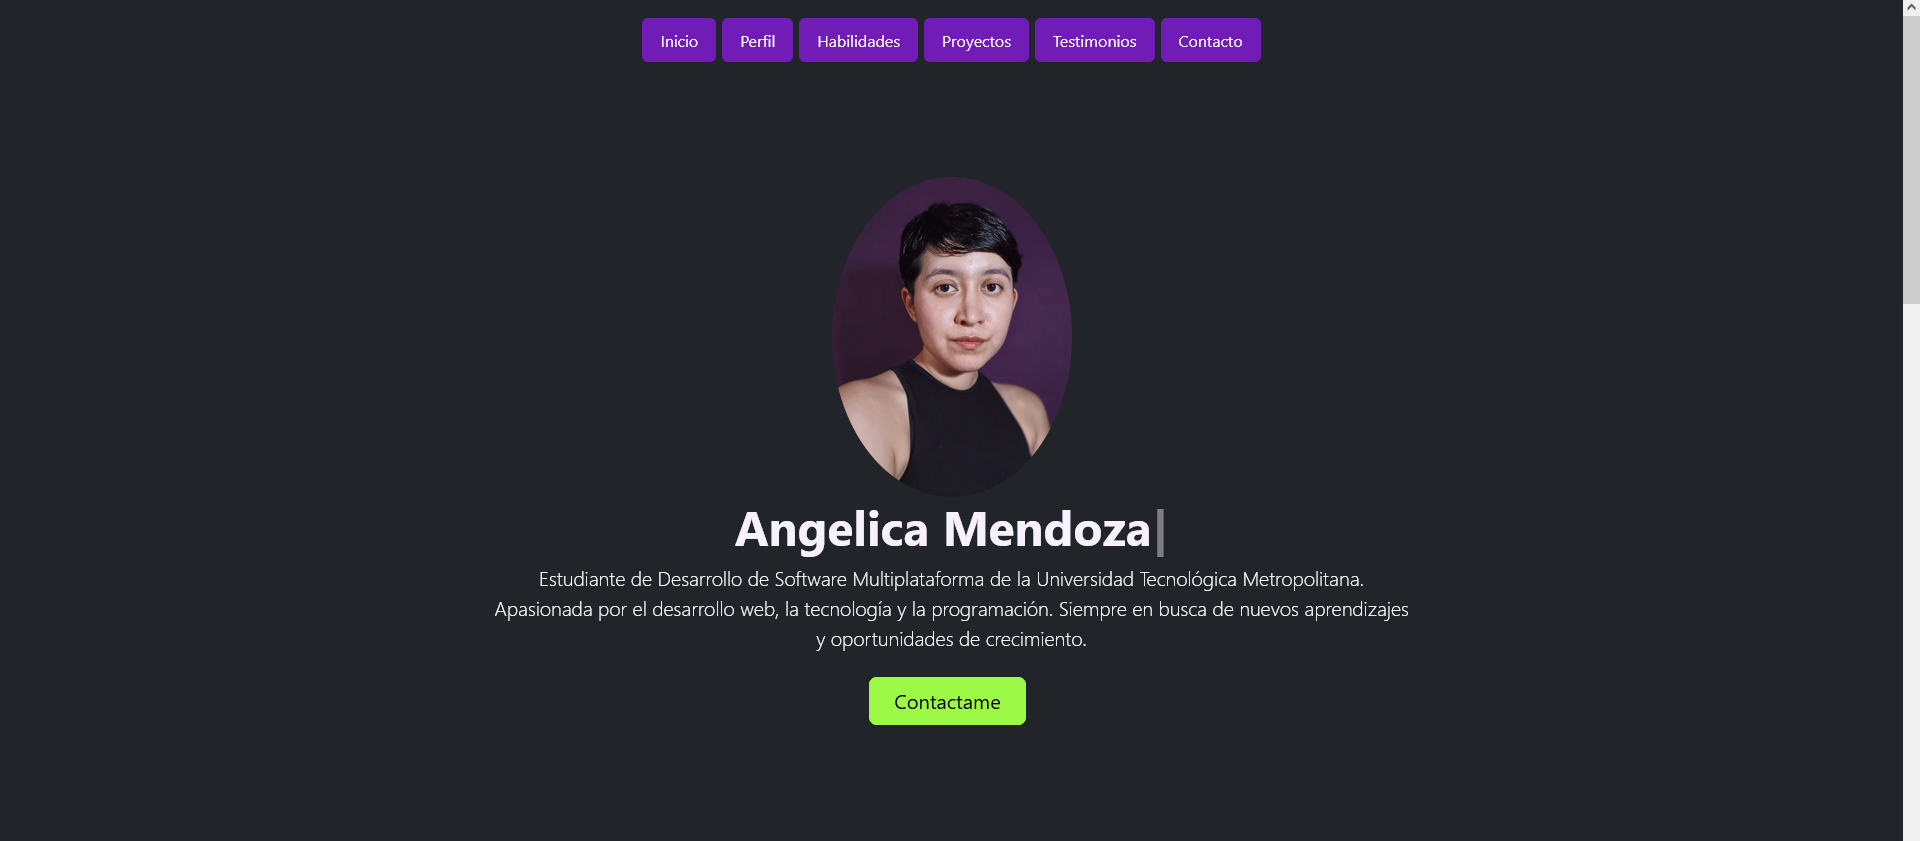 Inicio Perfil Habilidades Proyectos Testimonios Contacto
Angelica Mendoza|
Estudiante de Desarrollo de Software Multiplataforma de la Universidad Tecnológica Metropolitana.
Apasionada por el desarrollo web, la tecnología y la programación. Siempre en busca de nuevos aprendizajes
y oportunidades de crecimiento.
Contactame